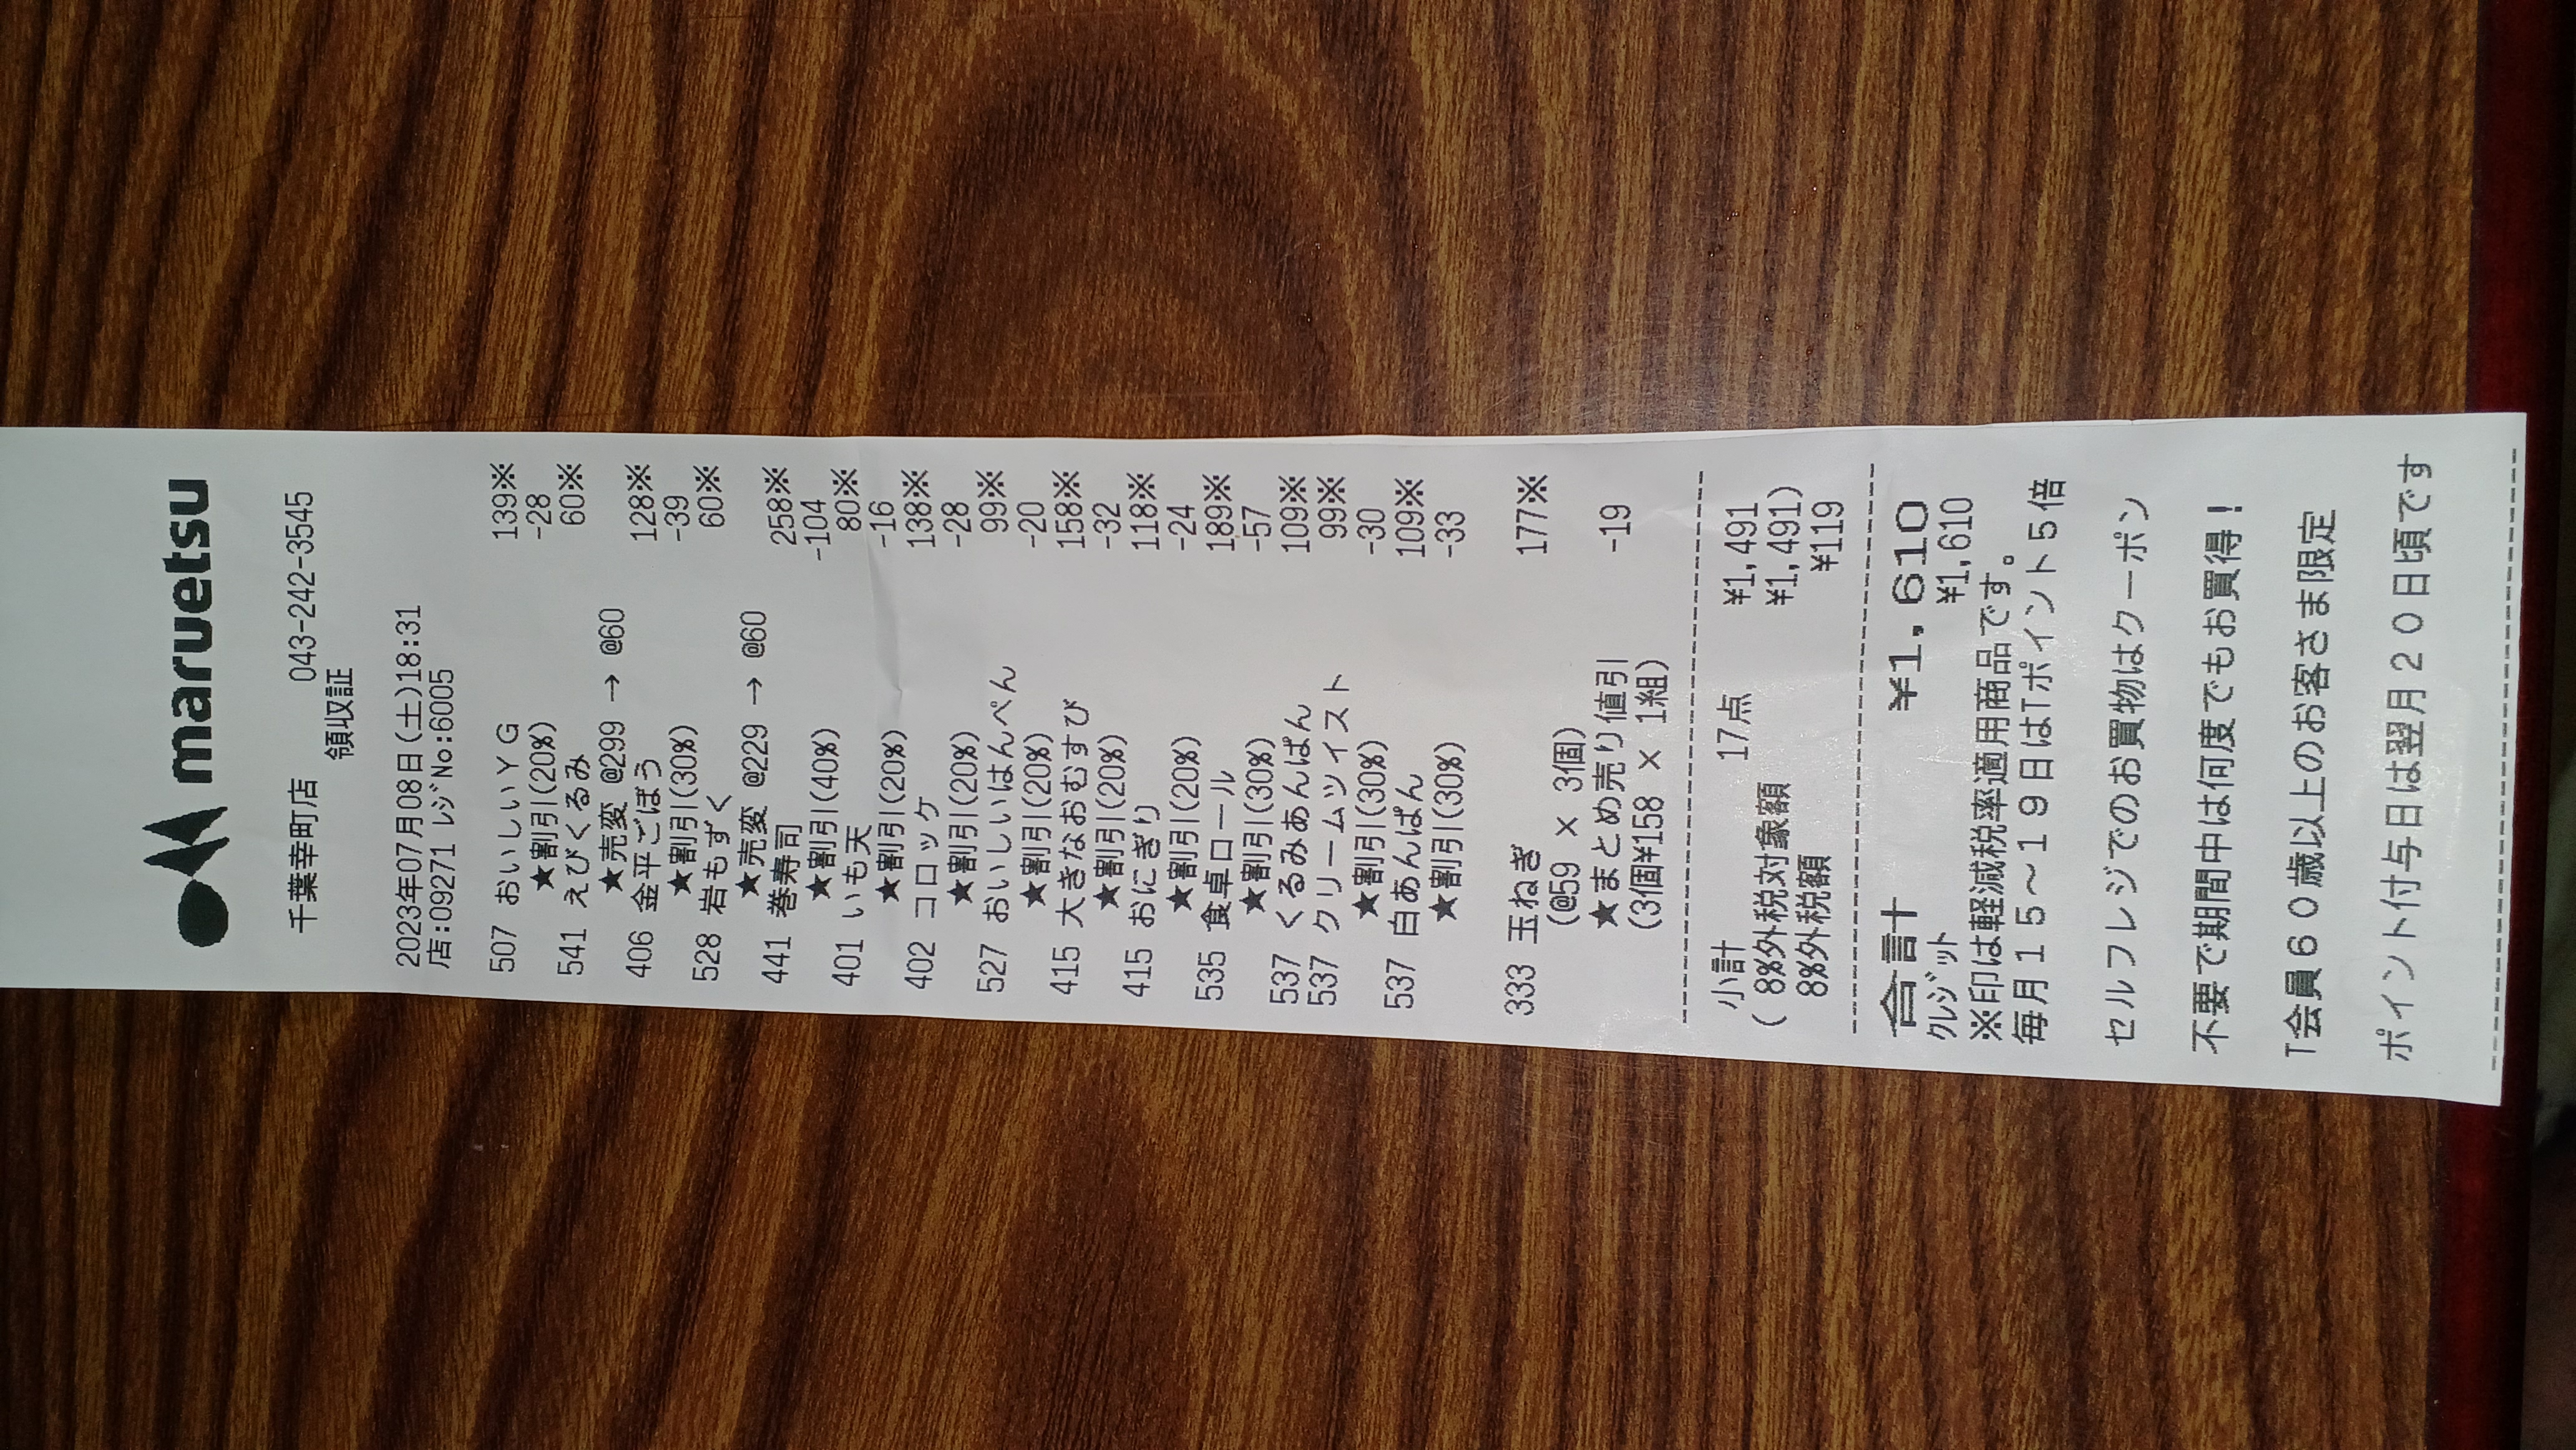 maruetsu
千葉幸町店 043-242-3545
領収証
2023年07月08日(土)18:31
店:09271 ﾚｼﾞNo:6005
507 おいしいＹＧ 139※
★割引(20%) -28
541 えびくるみ 60※
★売変 @299 → @60
406 金平ごぼう 128※
★割引(30%) -39
528 岩もずく 60※
★売変 @229 → @60
441 巻寿司 258※
★割引(40%) -104
401 いも天 80※
★割引(20%) -16
402 コロッケ 138※
★割引(20%) -28
527 おいしいはんぺん 99※
★割引(20%) -20
415 大きなおむすび 158※
★割引(20%) -32
415 おにぎり 118※
★割引(20%) -24
535 食卓ロール 189※
★割引(30%) -57
537 くるみあんぱん 109※
537 クリームツイスト 99※
★割引(30%) -30
537 白あんぱん 109※
★割引(30%) -33
333 玉ねぎ 177※
(@59 × 3個)
★まとめ売り値引 -19
(3個¥158 × 1組)
小計 17点 ¥1,491
( 8%外税対象額 ¥1,491)
8%外税額 ¥119
合計 ¥1,610
ｸﾚｼﾞｯﾄ ¥1,610
※印は軽減税率適用商品です。
毎月１５～１９日はTポイント５倍
セルフレジでのお買物はクーポン
不要で期間中は何度でもお買得！
T会員６０歳以上のお客さま限定
ポイント付与日は翌月２０日頃です